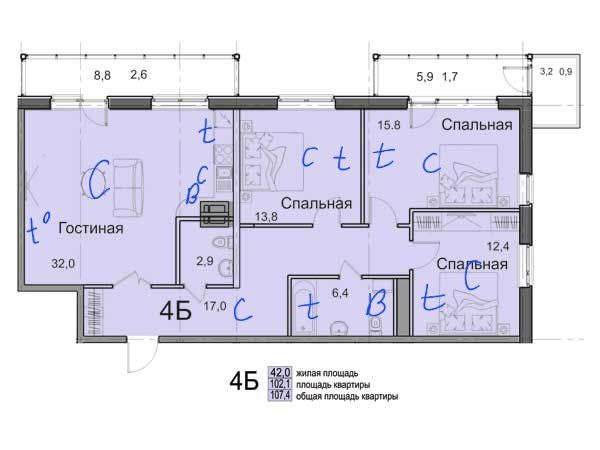 8,8 2,6
5,9 1,7
3,2 0,9
t
15.8 Спальная
C
C t
t
C
C
B
Спальная
13,8
t°
Гостиная
32,0
2,9
12,4
Спальная
C
t
6,4
B
t
17,0
C
4Б
4Б
42,0 жилая площадь
102,1 площадь квартиры
107,4 общая площадь квартиры